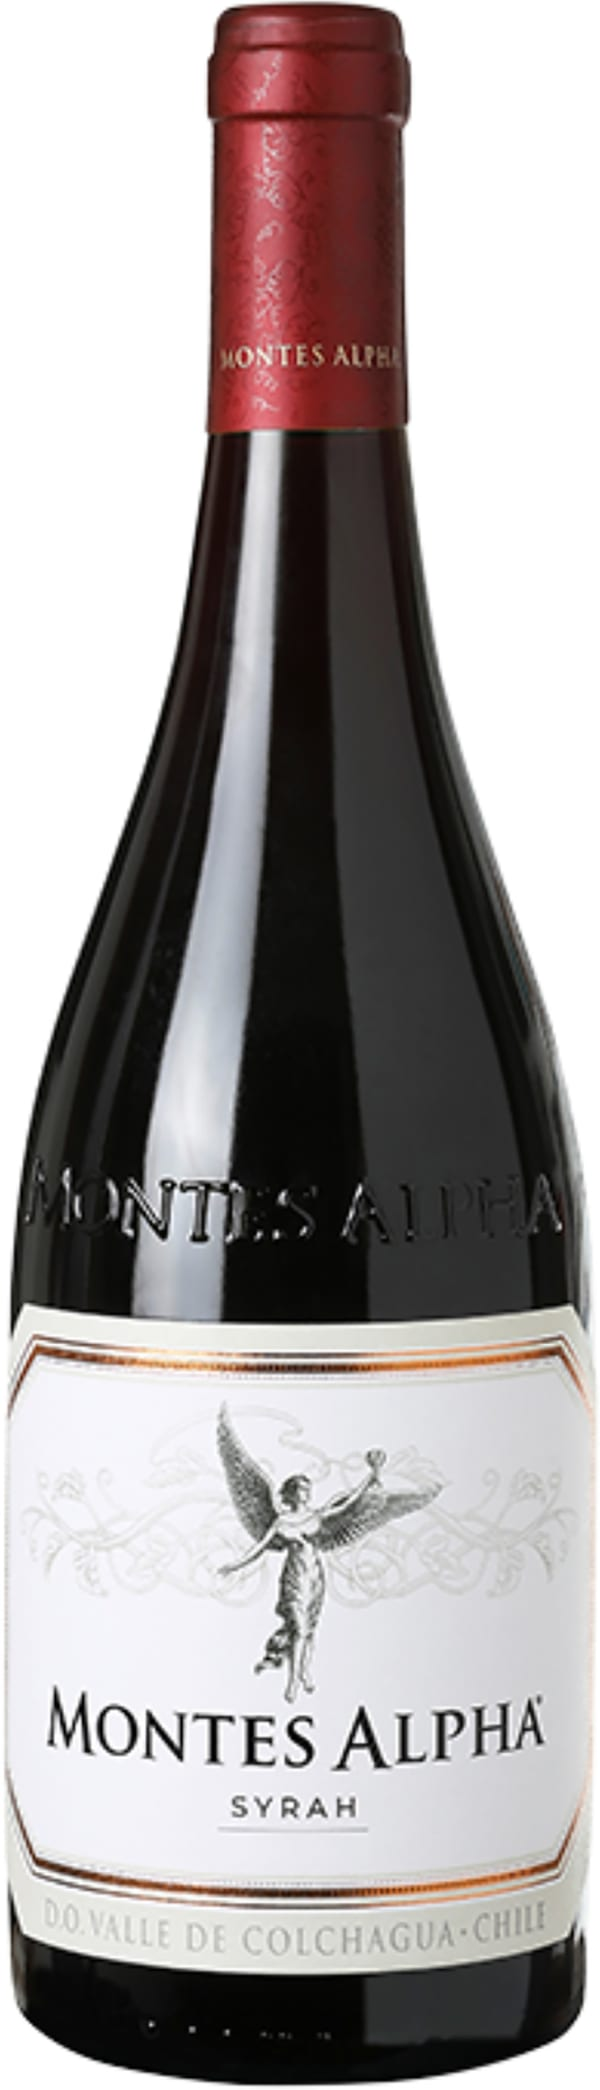 MONTES ALPHA
MONTES ALPHA
MONTES ALPHA®
SYRAH
D.O. VALLE DE COLCHAGUA · CHILE